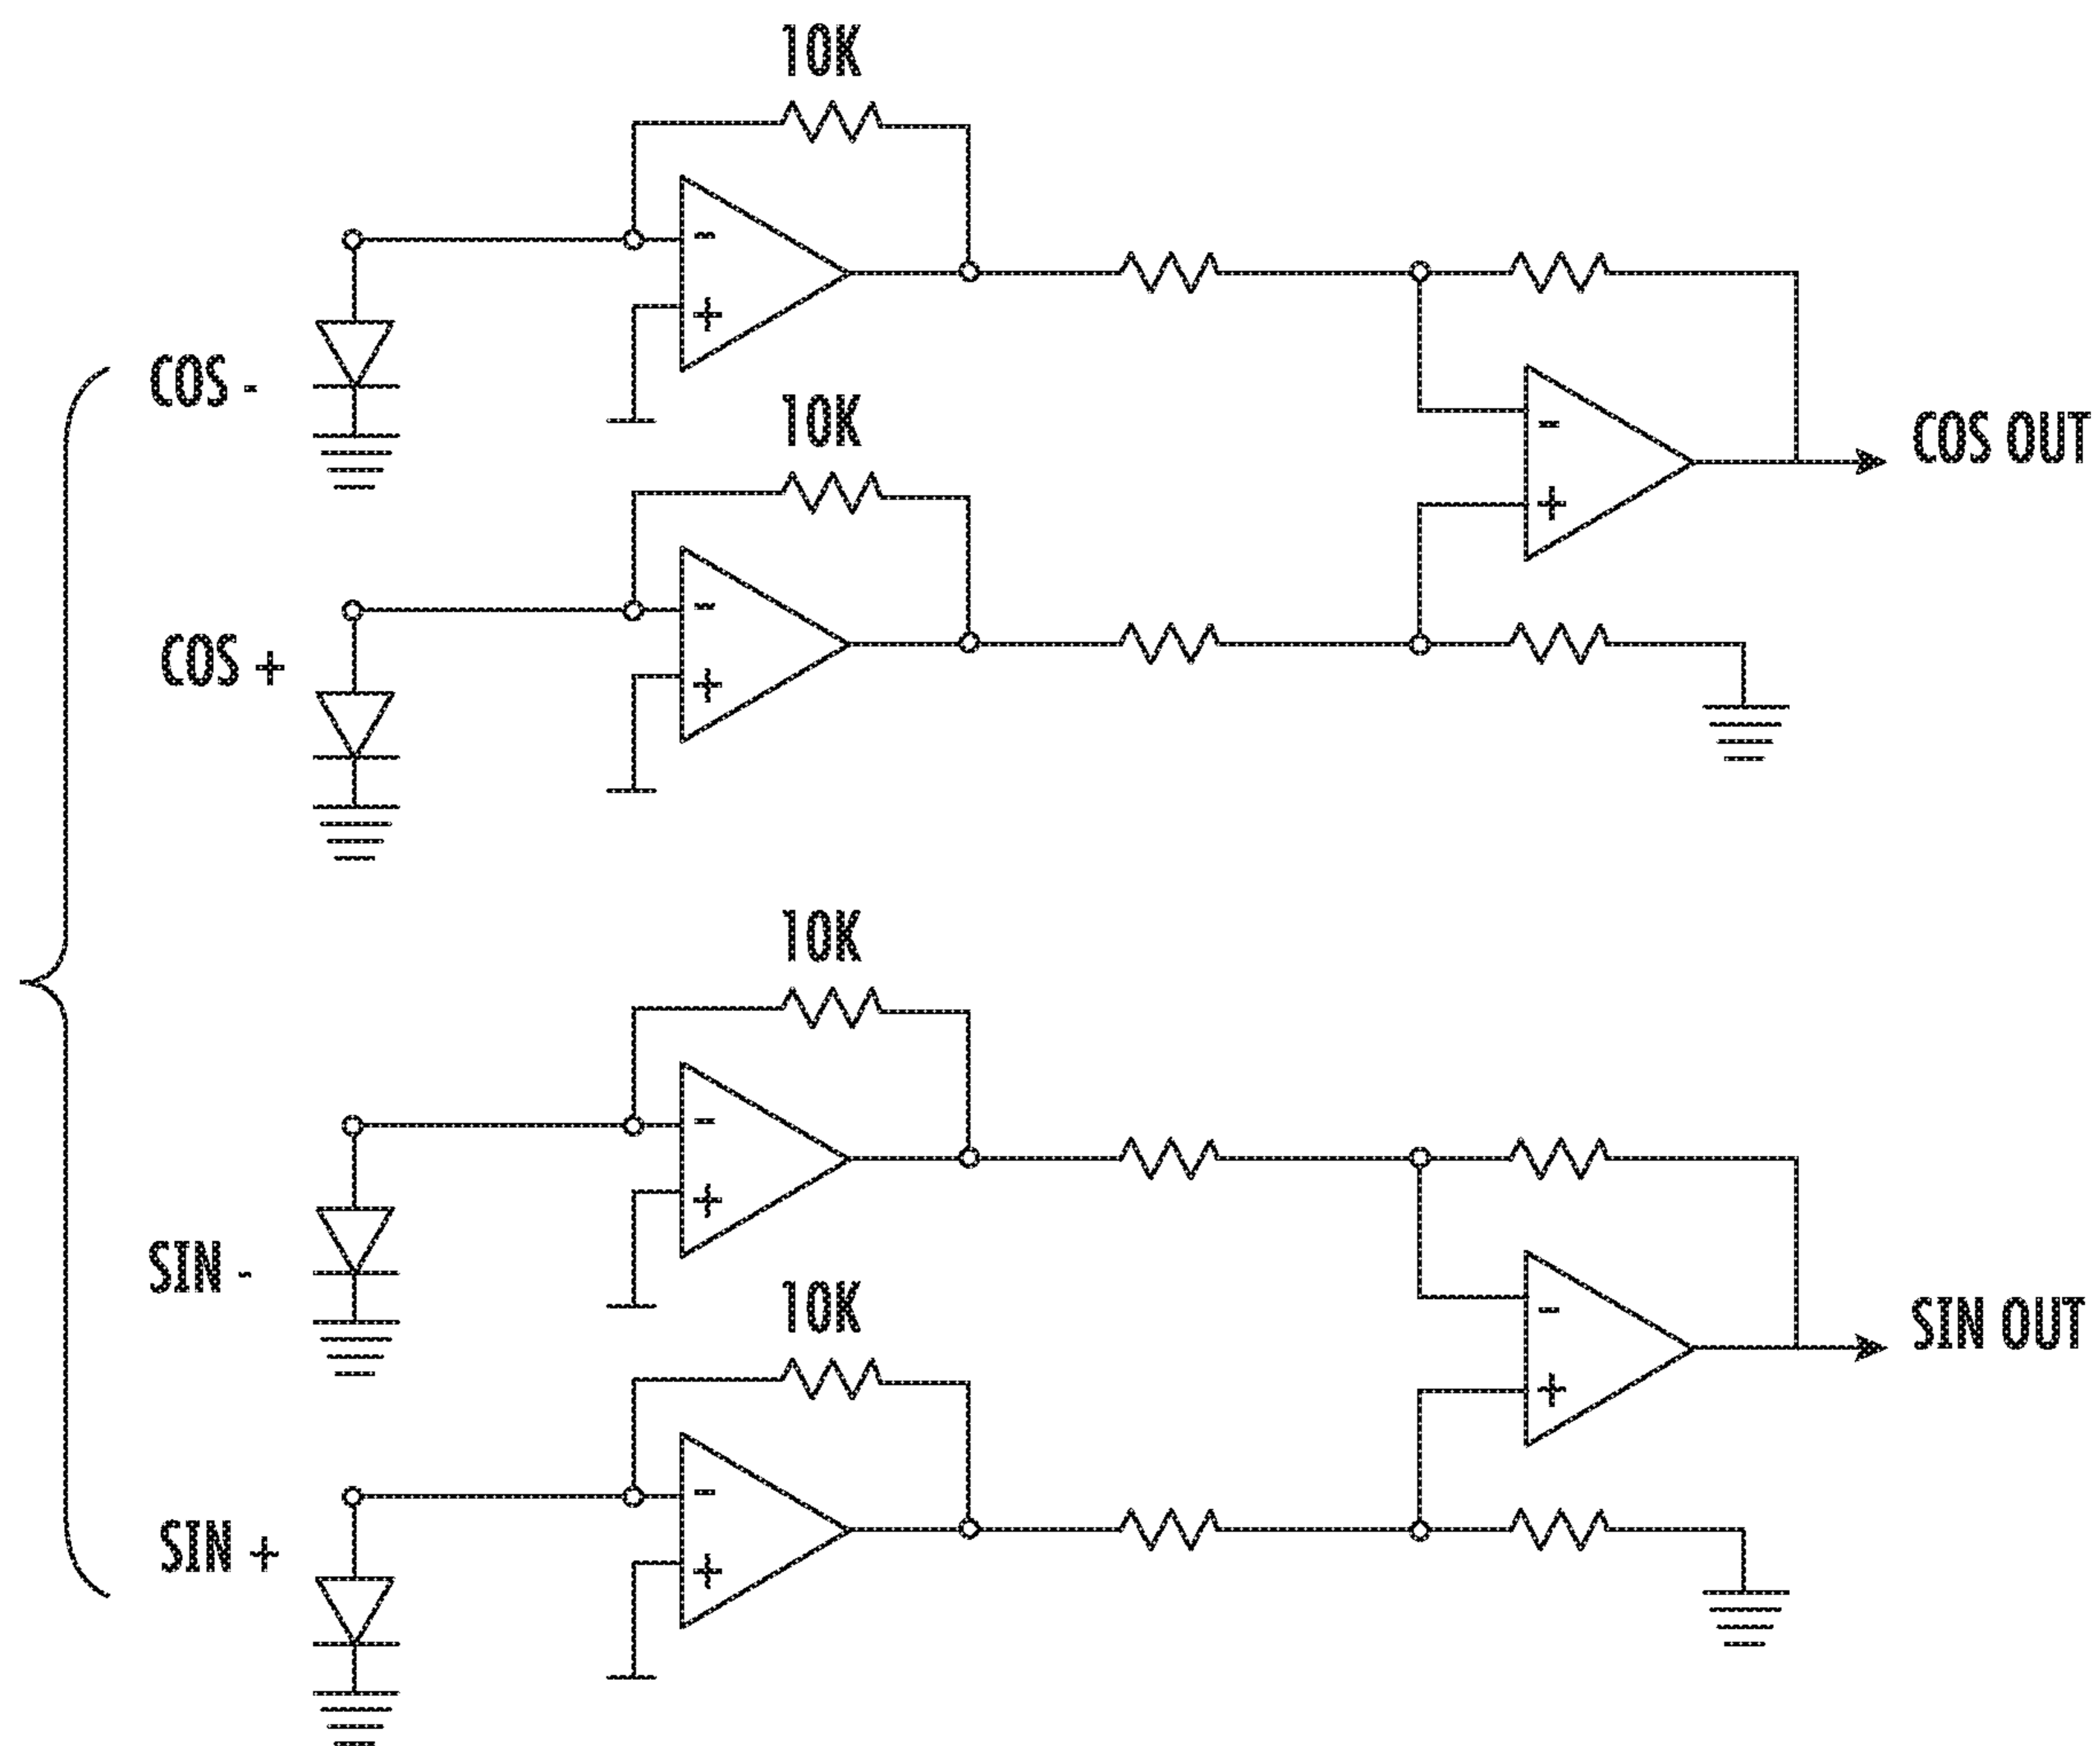 10K
COS -
10K
COS OUT
COS +
10K
SIN -
10K
SIN OUT
SIN +